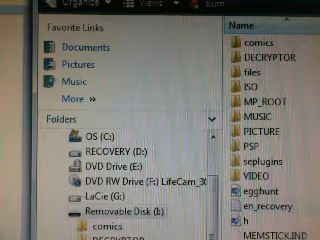 Organize Views Burn
Favorite Links
Documents
Pictures
Music
More »
Folders
OS (C:)
RECOVERY (D:)
DVD Drive (E:)
DVD RW Drive (F:) LifeCam_3(
LaCie (G:)
Removable Disk (I:)
comics
DECRYPTOR
Name
comics
DECRYPTOR
files
ISO
MP_ROOT
MUSIC
PICTURE
PSP
seplugins
VIDEO
egghunt
en_recovery
h
MEMSTICK.IND